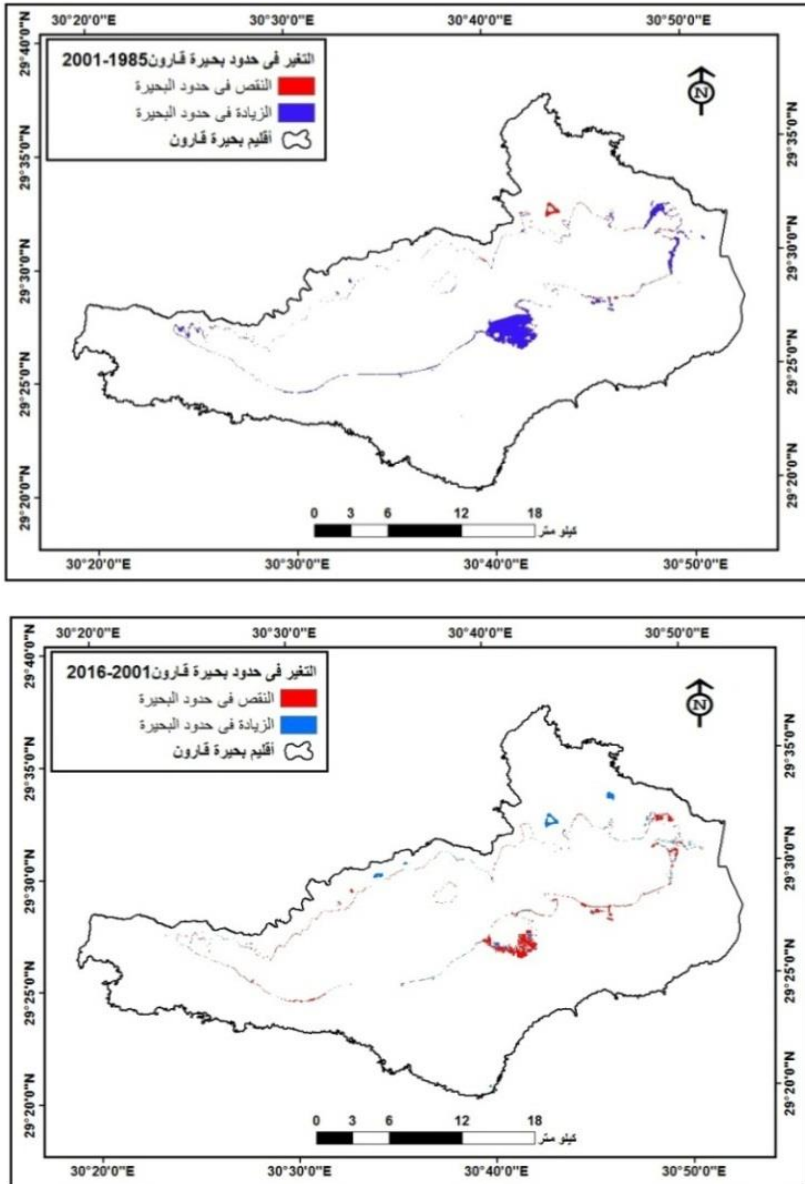 30°20'0"E 30°30'0"E 30°40'0"E 30°50'0"E
29°40'0"N
29°35'0"N
29°30'0"N
29°25'0"N
29°20'0"N
التغير فى حدود بحيرة قارون1985-2001
النقص فى حدود البحيرة
الزيادة فى حدود البحيرة
أقليم بحيرة قارون
N
29°35'0"N
29°30'0"N
29°25'0"N
29°20'0"N
0 3 6 12 18
كيلو متر
30°20'0"E 30°30'0"E 30°40'0"E 30°50'0"E
30°20'0"E 30°30'0"E 30°40'0"E 30°50'0"E
29°40'0"N
29°35'0"N
29°30'0"N
29°25'0"N
29°20'0"N
التغير فى حدود بحيرة قارون2001-2016
النقص فى حدود البحيرة
الزيادة فى حدود البحيرة
أقليم بحيرة قارون
N
29°35'0"N
29°30'0"N
29°25'0"N
29°20'0"N
0 3 6 12 18
كيلو متر
30°20'0"E 30°30'0"E 30°40'0"E 30°50'0"E